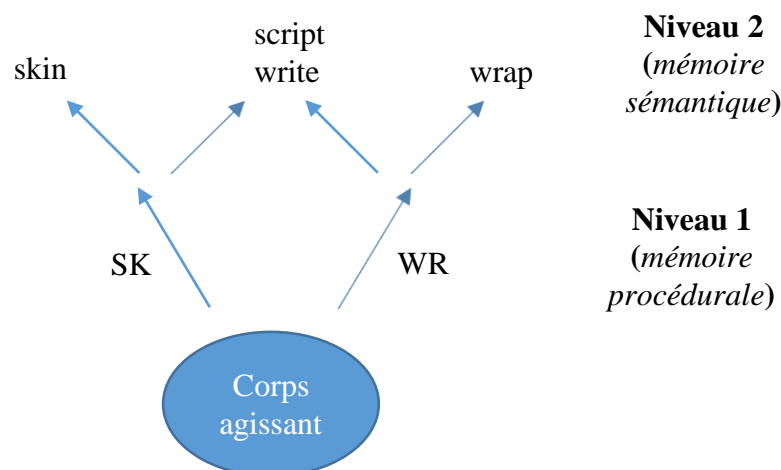 skin
script
write
wrap
Niveau 2
(mémoire
sémantique)
SK
WR
Niveau 1
(mémoire
procédurale)
Corps
agissant